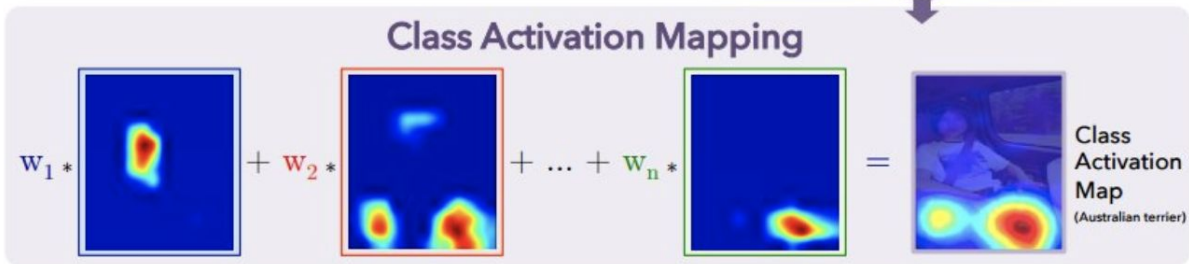 Class Activation Mapping
w1 * + w2 * + ... + wn * =
Class
Activation
Map
(Australian terrier)